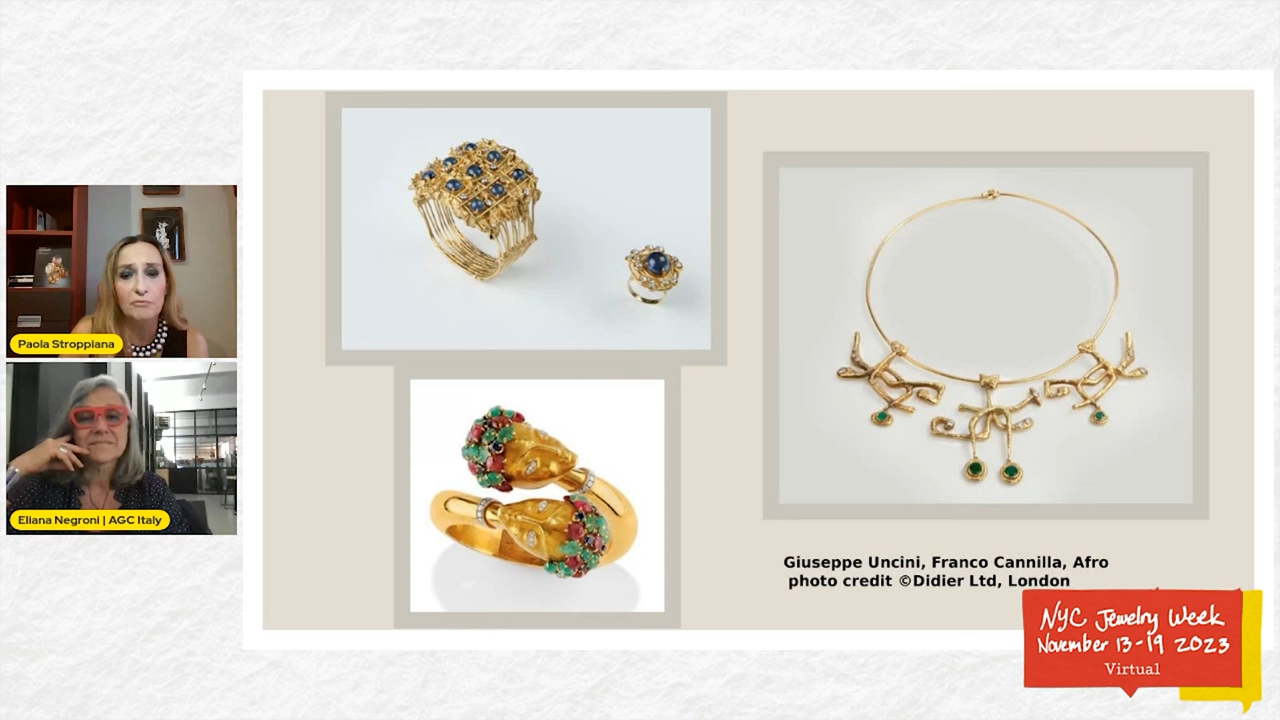 Paola Stroppiana
Eliana Negroni | AGC Italy
Giuseppe Uncini, Franco Cannilla, Afro
photo credit ©Didier Ltd, London
NYC Jewelry Week
November 13-19 2023
Virtual